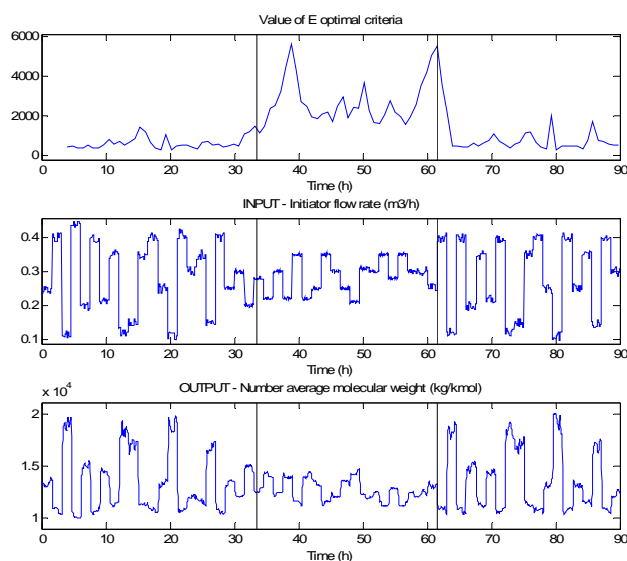 Value of E optimal criteria
6000
4000
2000
0
0 10 20 30 40 50 60 70 80 90
Time (h)
INPUT - Initiator flow rate (m3/h)
0.4
0.3
0.2
0.1
0 10 20 30 40 50 60 70 80 90
Time (h)
OUTPUT - Number average molecular weight (kg/kmol)
x 10⁴
2
1.5
1
0 10 20 30 40 50 60 70 80 90
Time (h)